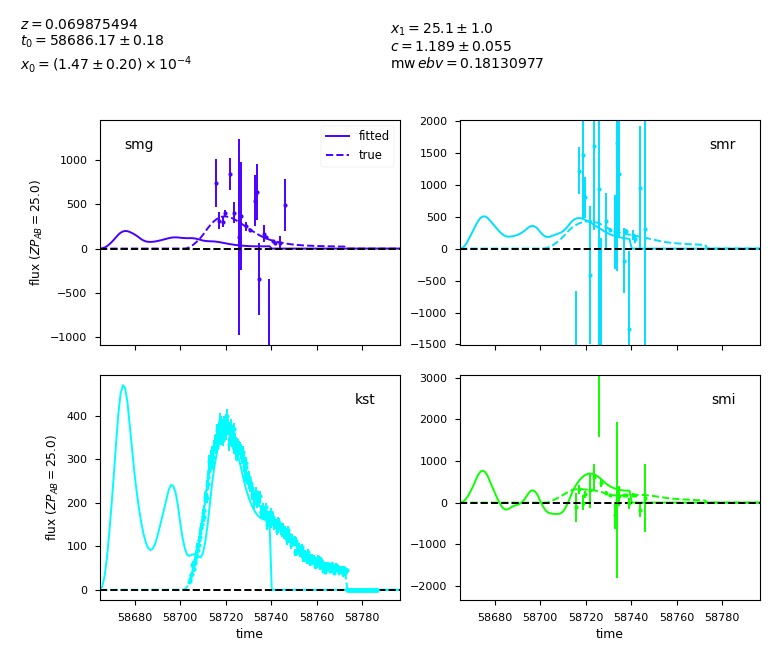 z = 0.069875494
t₀ = 58686.17 ± 0.18
x₀ = (1.47 ± 0.20) × 10⁻⁴
x₁ = 25.1 ± 1.0
c = 1.189 ± 0.055
mwebv = 0.18130977
smg
fitted
true
1000
500
0
−500
−1000
flux (ZP_AB = 25.0)
smr
2000
1500
1000
500
0
−500
−1000
−1500
kst
400
300
200
100
0
flux (ZP_AB = 25.0)
58680 58700 58720 58740 58760 58780
time
smi
3000
2000
1000
0
−1000
−2000
58680 58700 58720 58740 58760 58780
time